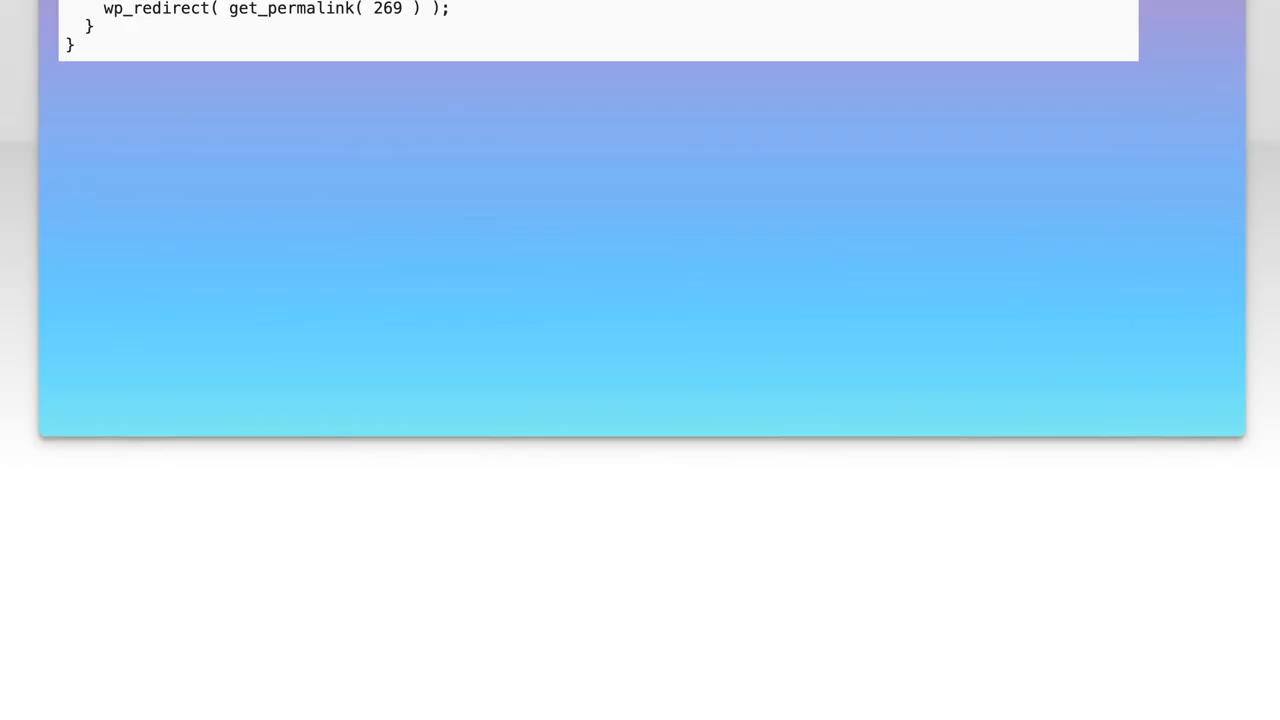 wp_redirect( get_permalink( 269 ) );
}
}